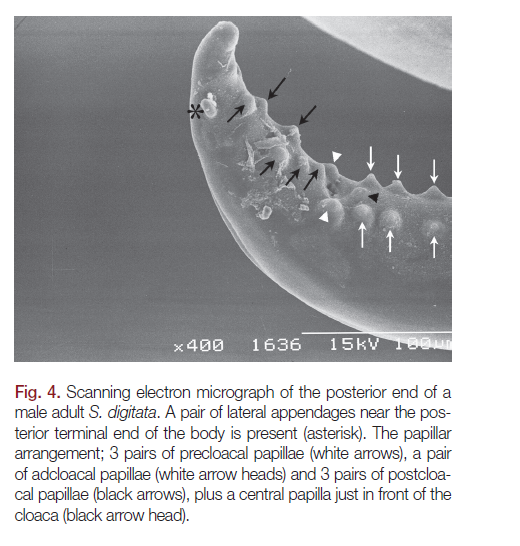 *
×400 1636 15kV 100μm
Fig. 4. Scanning electron micrograph of the posterior end of a
male adult S. digitata. A pair of lateral appendages near the pos-
terior terminal end of the body is present (asterisk). The papillar
arrangement; 3 pairs of precloacal papillae (white arrows), a pair
of adcloacal papillae (white arrow heads) and 3 pairs of postcloa-
cal papillae (black arrows), plus a central papilla just in front of the
cloaca (black arrow head).